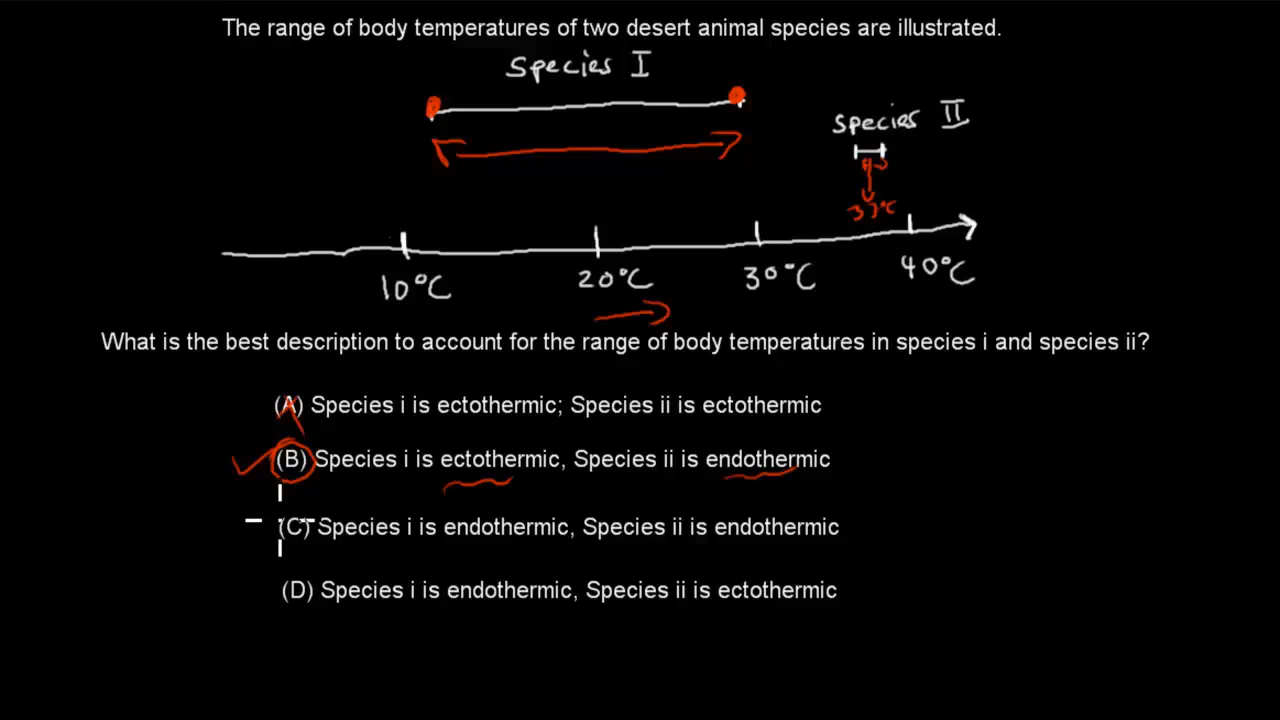 The range of body temperatures of two desert animal species are illustrated.
Species I
Species II
37°C
10°C 20°C 30°C 40°C
What is the best description to account for the range of body temperatures in species i and species ii?
(A) Species i is ectothermic; Species ii is ectothermic
(B) Species i is ectothermic, Species ii is endothermic
(C) Species i is endothermic, Species ii is endothermic
(D) Species i is endothermic, Species ii is ectothermic